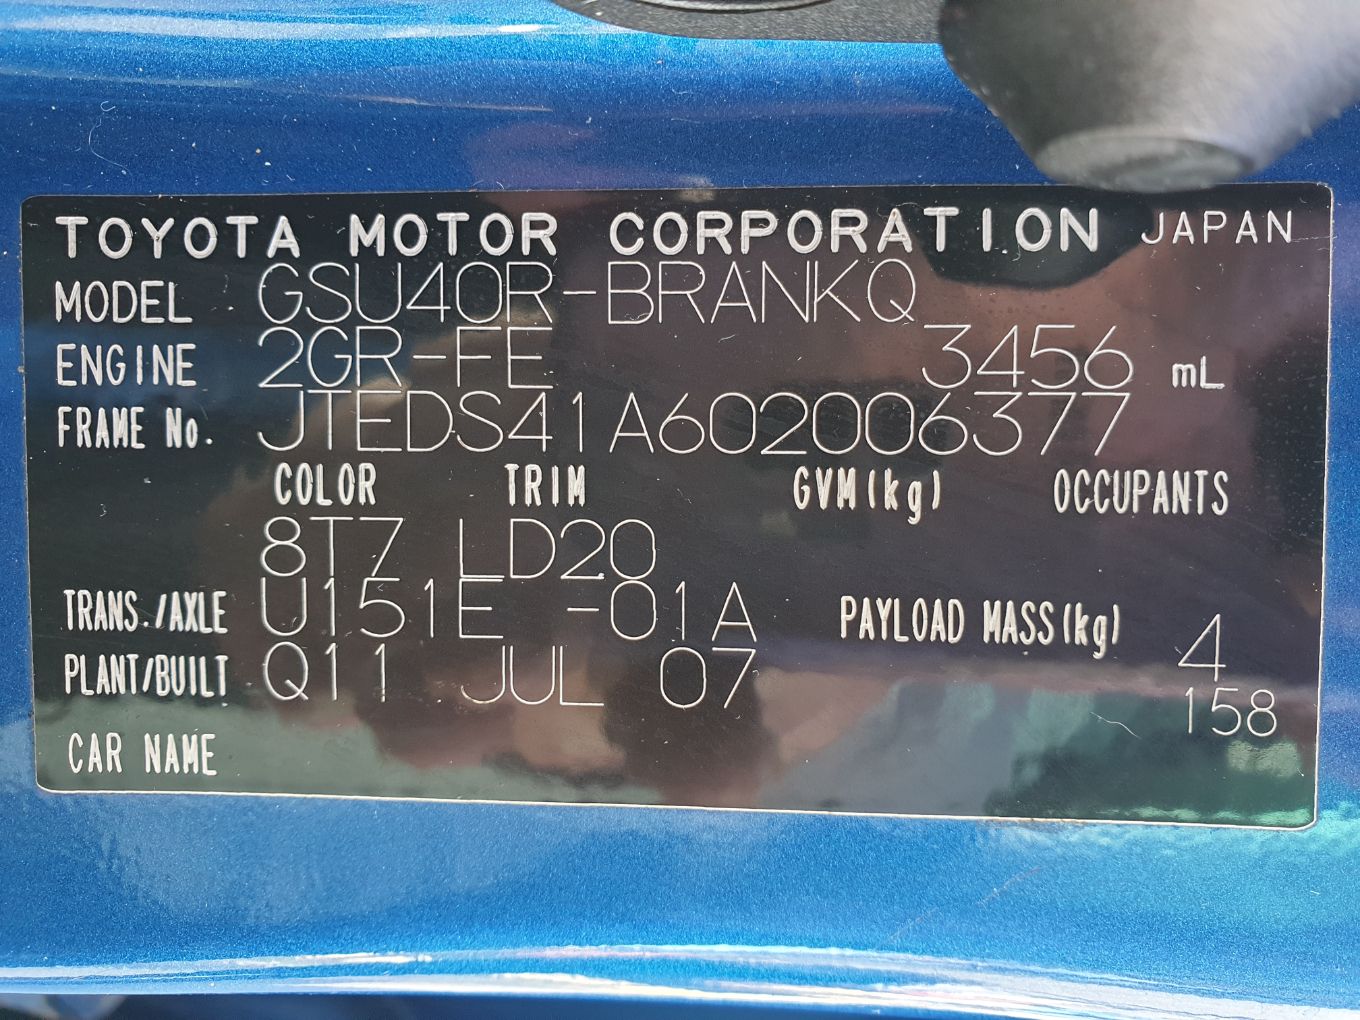 TOYOTA MOTOR CORPORATION JAPAN
MODEL GSU40R-BRANKQ
ENGINE 2GR-FE 3456 mL
FRAME No. JTEDS41A602006377
COLOR TRIM GVM(kg) OCCUPANTS
8T7 LD20
TRANS./AXLE U151E -01A PAYLOAD MASS(kg) 4
PLANT/BUILT Q11 JUL 07 158
CAR NAME